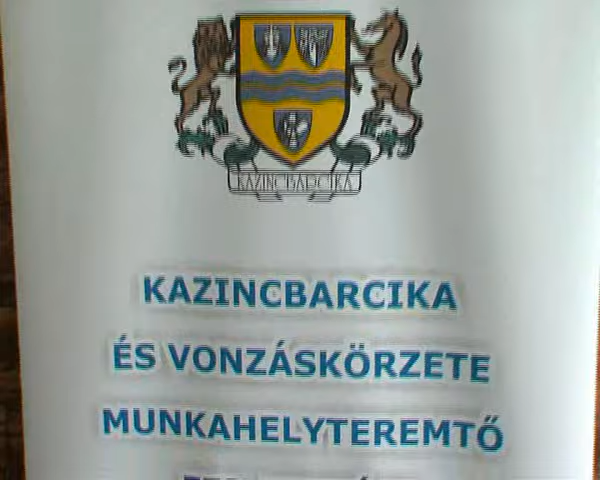 KAZINCBARCIKA
KAZINCBARCIKA
ÉS VONZÁSKÖRZETE
MUNKAHELYTEREMTŐ